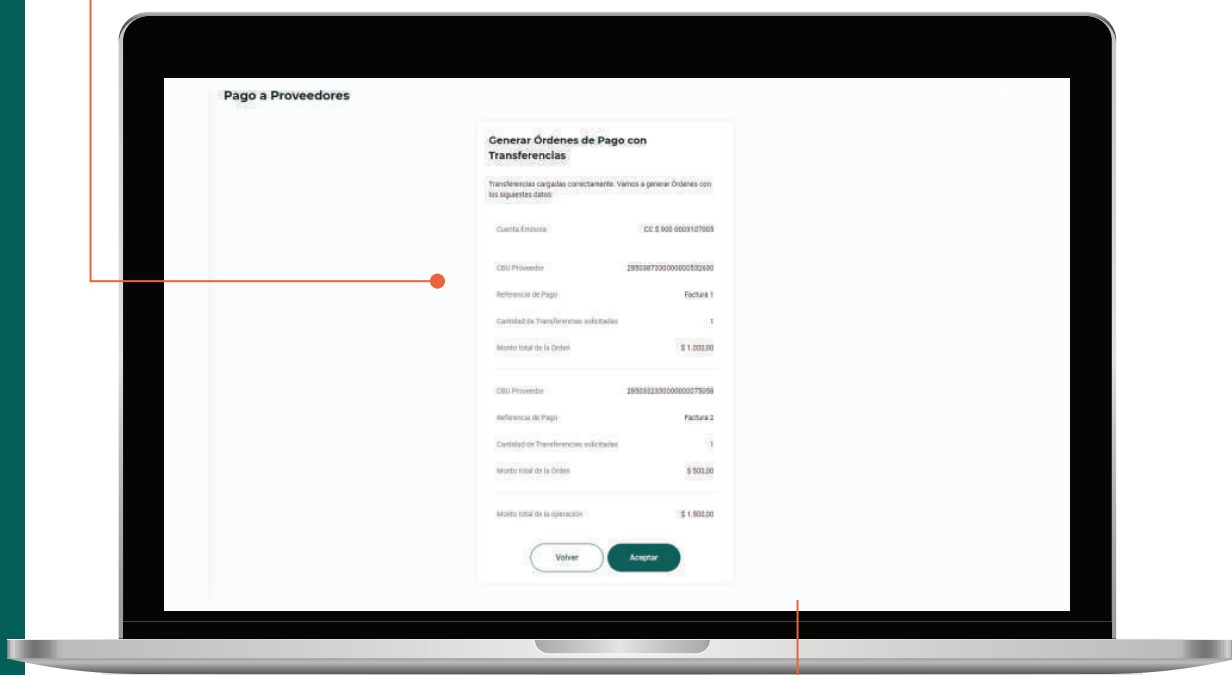 Pago a Proveedores
Generar Órdenes de Pago con
Transferencias
Transferencias cargadas correctamente. Vamos a generar Órdenes con
los siguientes datos:
Cuenta Emisora CC $ 900 0003107005
CBU Proveedor
Referencia de Pago Factura 1
Cantidad de Transferencias solicitadas 1
Monto total de la Orden $ 1.000,00
CBU Proveedor
Referencia de Pago Factura 2
Cantidad de Transferencias solicitadas 1
Monto total de la Orden $ 500,00
Monto total de la operación $ 1.500,00
Volver Aceptar